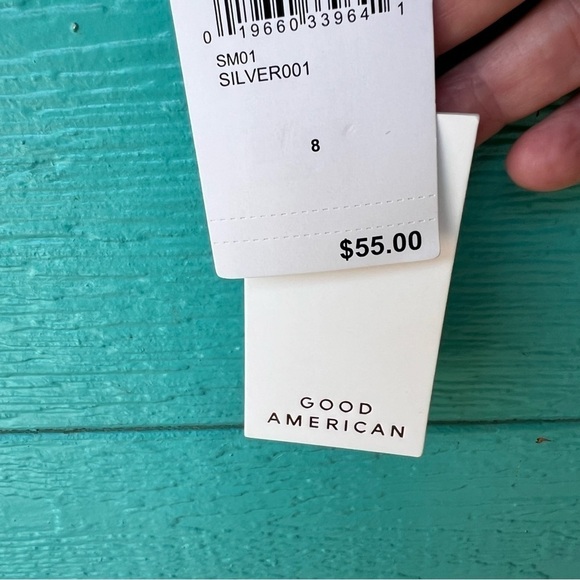 0 19660 33964 1
SM01
SILVER001
8
$55.00
GOOD
AMERICAN